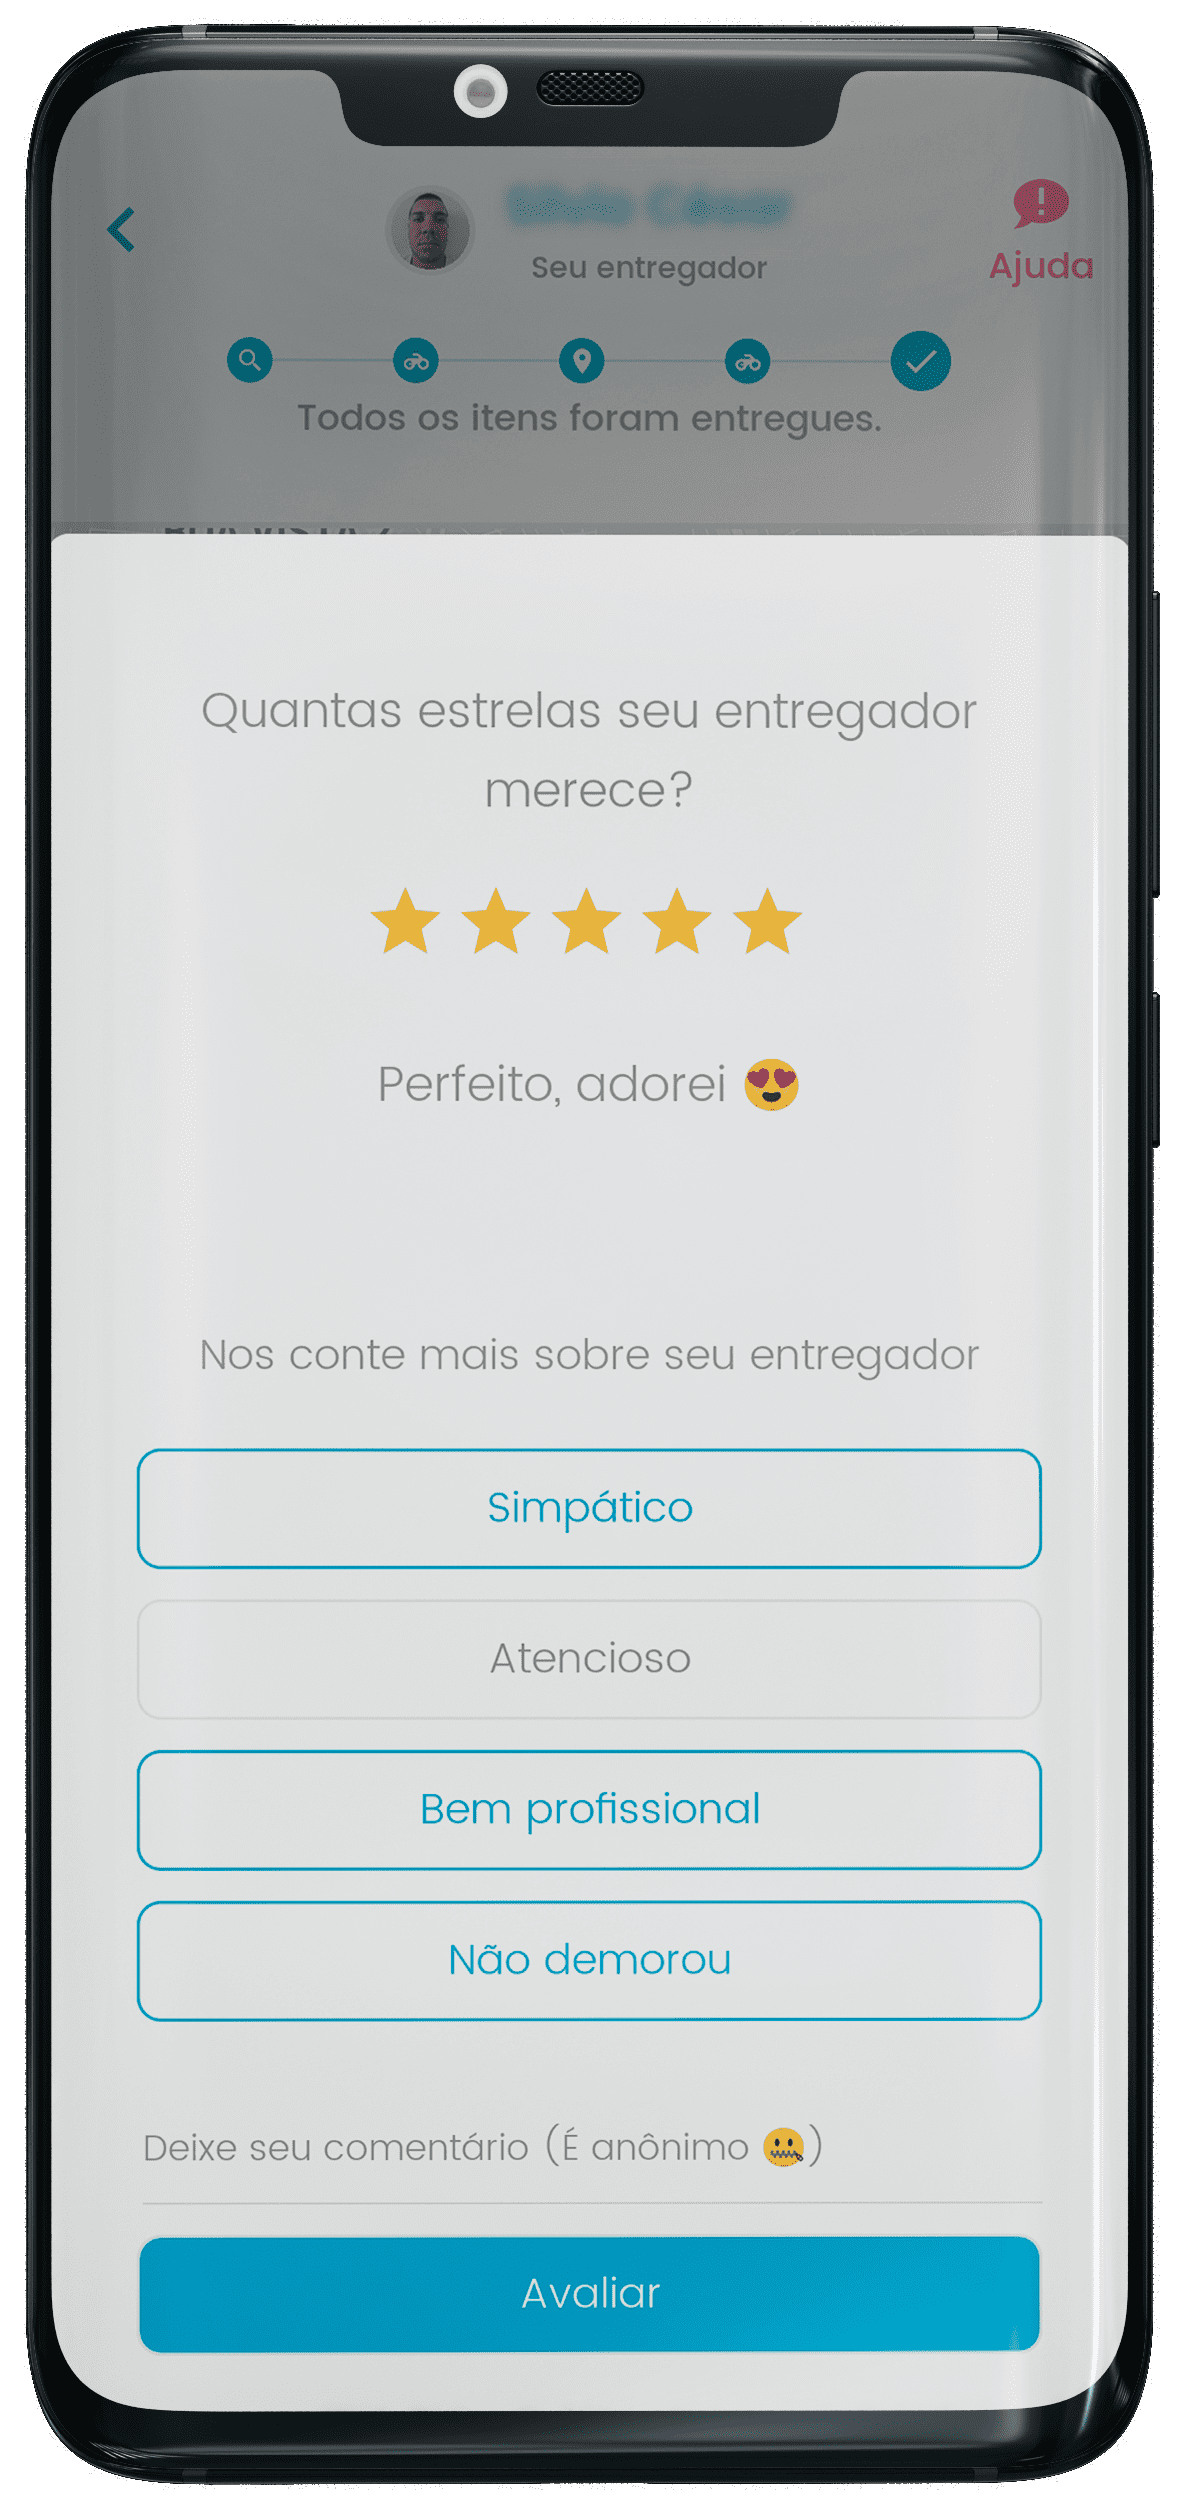 Seu entregador
Ajuda
Todos os itens foram entregues.
Quantas estrelas seu entregador
merece?
Perfeito, adorei 😍
Nos conte mais sobre seu entregador
Simpático
Atencioso
Bem profissional
Não demorou
Deixe seu comentário (É anônimo 🤐)
Avaliar